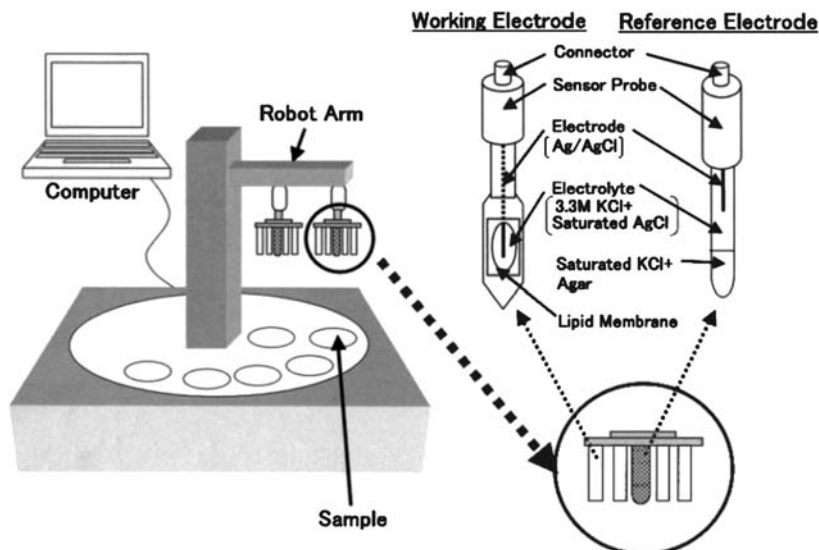 Working Electrode
Reference Electrode
Connector
Sensor Probe
Robot Arm
Electrode
[Ag/AgCl]
Computer
Electrolyte
[3.3M KCl+
Saturated AgCl]
Saturated KCl+
Agar
Lipid Membrane
Sample